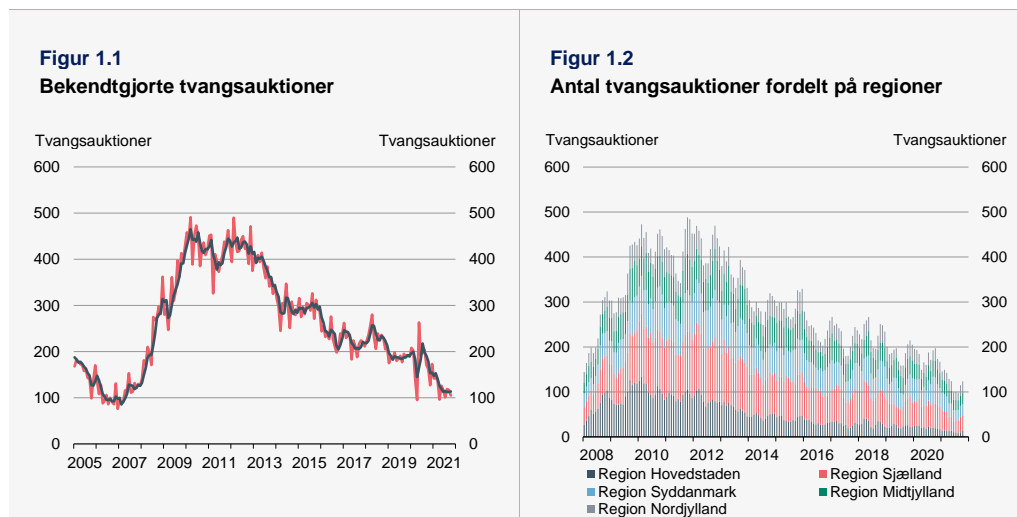 Figur 1.1
Bekendtgjorte tvangsauktioner
Tvangsauktioner Tvangsauktioner
600 600
500 500
400 400
300 300
200 200
100 100
0 0
2005 2007 2009 2011 2013 2015 2017 2019 2021
Figur 1.2
Antal tvangsauktioner fordelt på regioner
Tvangsauktioner Tvangsauktioner
600 600
500 500
400 400
300 300
200 200
100 100
0 0
2008 2010 2012 2014 2016 2018 2020
Region Hovedstaden Region Sjælland
Region Syddanmark Region Midtjylland
Region Nordjylland